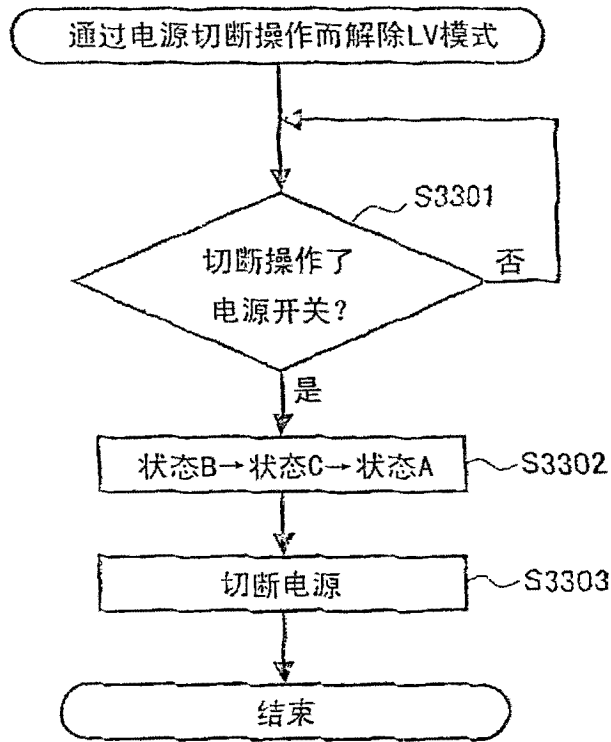 通过电源切断操作而解除LV模式
S3301
切断操作了
电源开关？
否
是
状态B→状态C→状态A
S3302
切断电源
S3303
结束